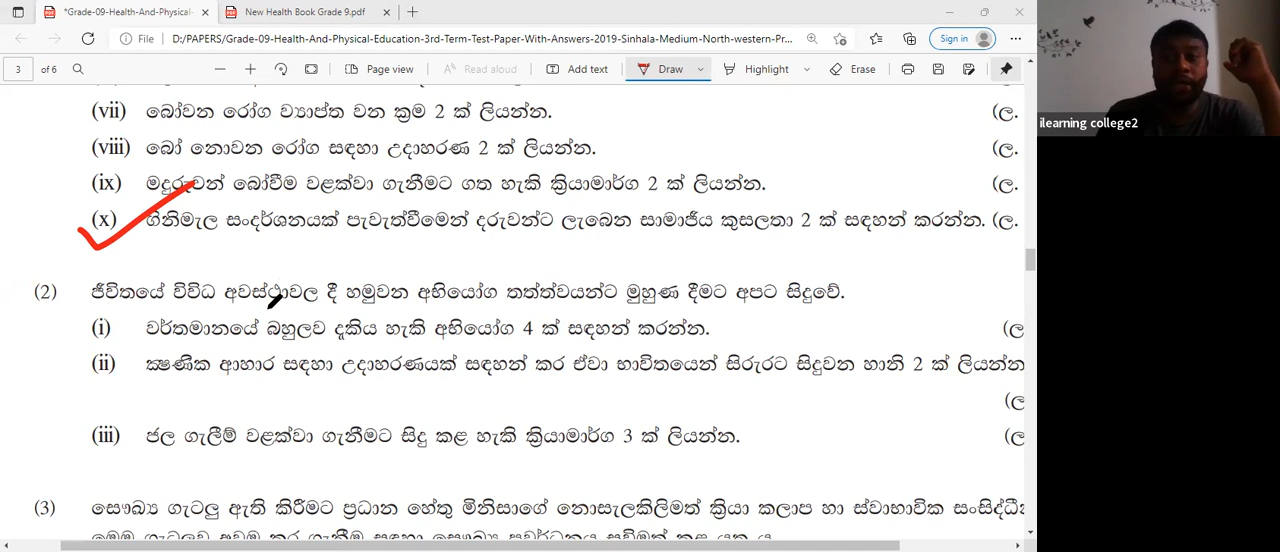 *Grade-09-Health-And-Physical-
New Health Book Grade 9.pdf
File D:/PAPERS/Grade-09-Health-And-Physical-Education-3rd-Term-Test-Paper-With-Answers-2019-Sinhala-Medium-North-western-Pr... Sign in
3 of 6 Page view Read aloud Add text Draw Highlight Erase
ilearning college2
(vii) බෝවන රෝග ව්‍යාප්ත වන ක්‍රම 2 ක් ලියන්න. (ල.
(viii) බෝ නොවන රෝග සඳහා උදාහරණ 2 ක් ලියන්න. (ල.
(ix) මදුරුවන් බෝවීම වළක්වා ගැනීමට ගත හැකි ක්‍රියාමාර්ග 2 ක් ලියන්න. (ල.
(x) ගිනිමැල සංදර්ශනයක් පැවැත්වීමෙන් දරුවන්ට ලැබෙන සාමාජීය කුසලතා 2 ක් සඳහන් කරන්න. (ල.
(2) ජීවිතයේ විවිධ අවස්ථාවල දී හමුවන අභියෝග තත්ත්වයන්ට මුහුණ දීමට අපට සිදුවේ.
(i) වර්තමානයේ බහුලව දැකිය හැකි අභියෝග 4 ක් සඳහන් කරන්න. (ල
(ii) ක්‍ෂණික ආහාර සඳහා උදාහරණයක් සඳහන් කර ඒවා භාවිතයෙන් සිරුරට සිදුවන හානි 2 ක් ලියන්න
(ල
(iii) ජල ගැලීම් වළක්වා ගැනීමට සිදු කළ හැකි ක්‍රියාමාර්ග 3 ක් ලියන්න. (ල
(3) සෞඛ්‍ය ගැටලු ඇති කිරීමට ප්‍රධාන හේතු මිනිසාගේ නොසැලකිලිමත් ක්‍රියා කලාප හා ස්වාභාවික